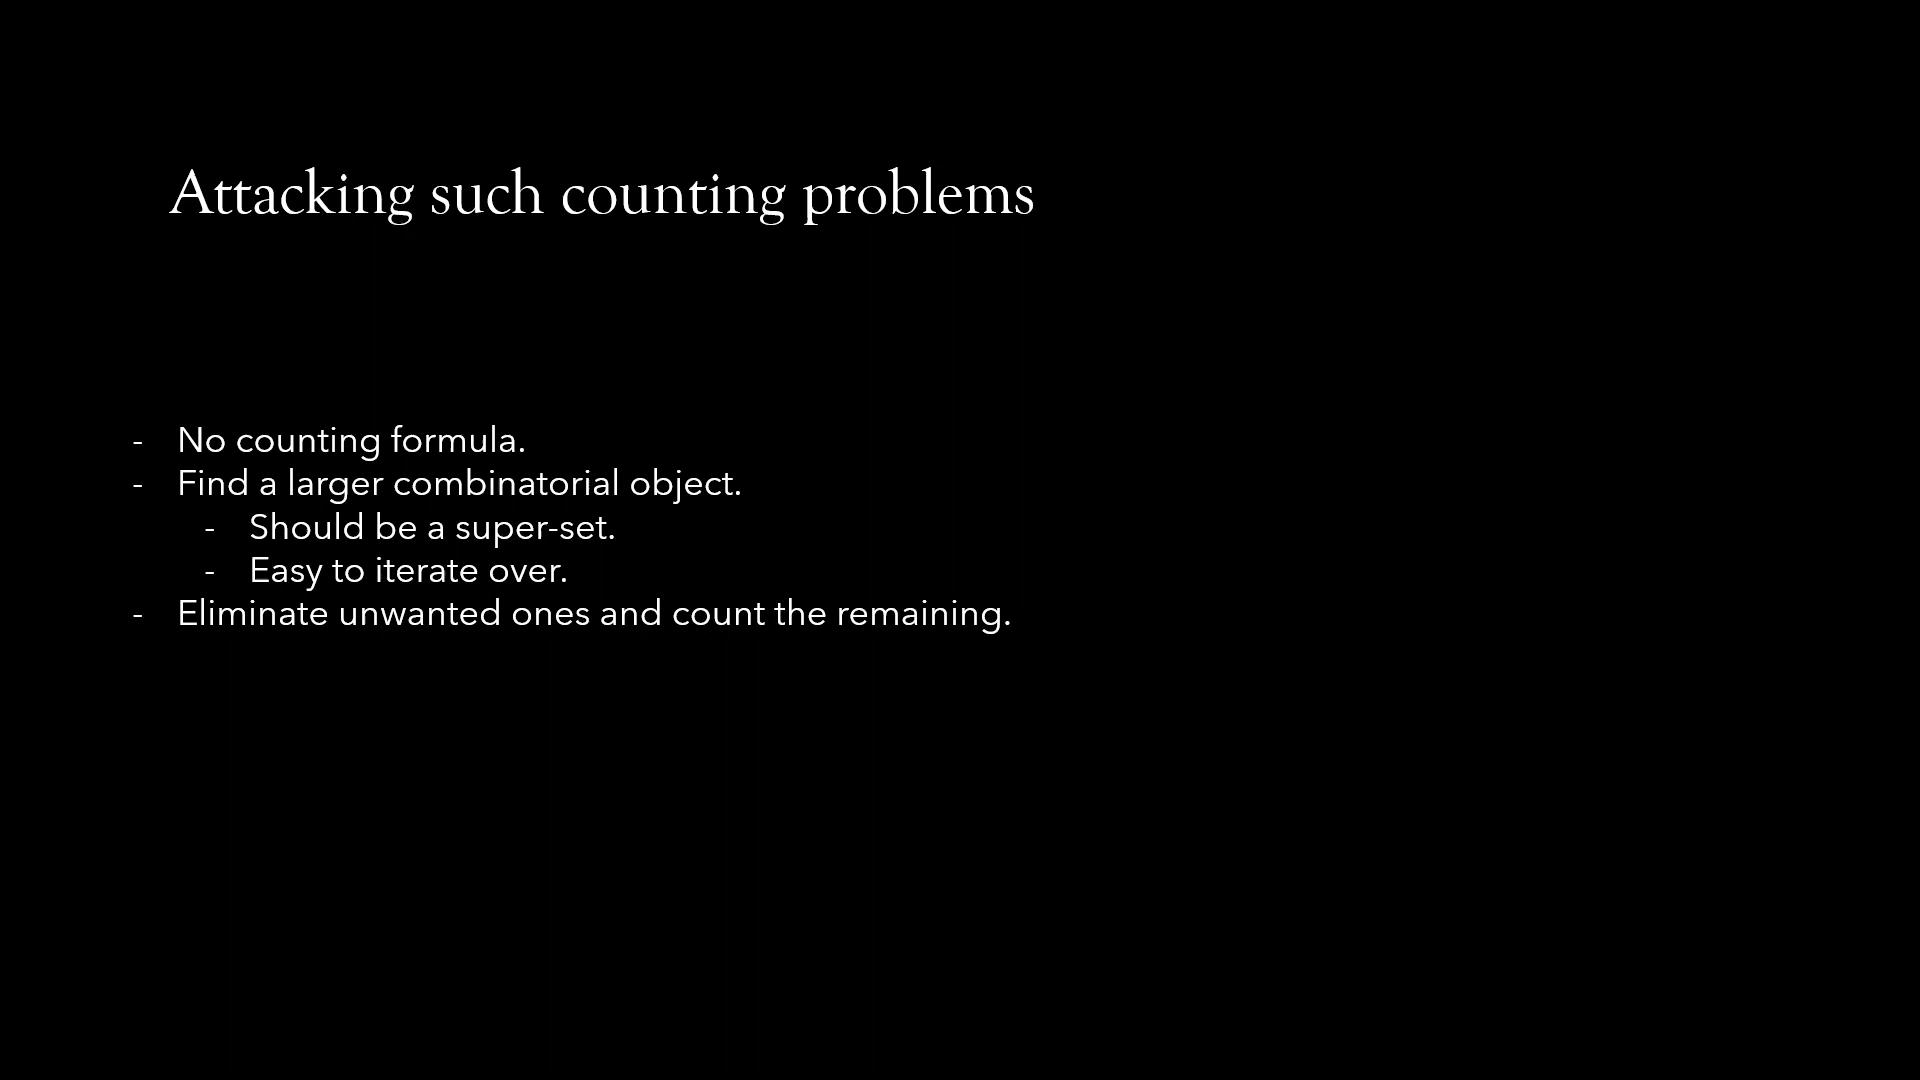 Attacking such counting problems
- No counting formula.
- Find a larger combinatorial object.
- Should be a super-set.
- Easy to iterate over.
- Eliminate unwanted ones and count the remaining.